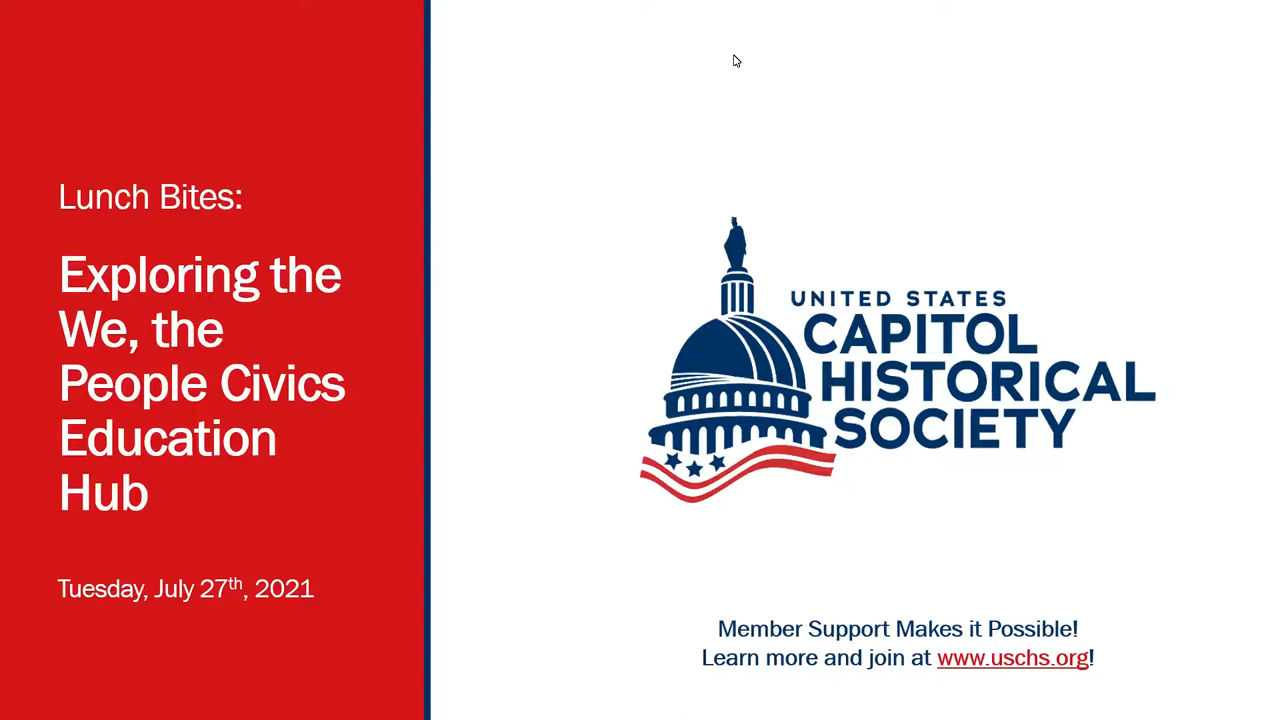 Lunch Bites:
Exploring the
We, the
People Civics
Education
Hub
Tuesday, July 27th, 2021
UNITED STATES
CAPITOL
HISTORICAL
SOCIETY
Member Support Makes it Possible!
Learn more and join at www.uschs.org!